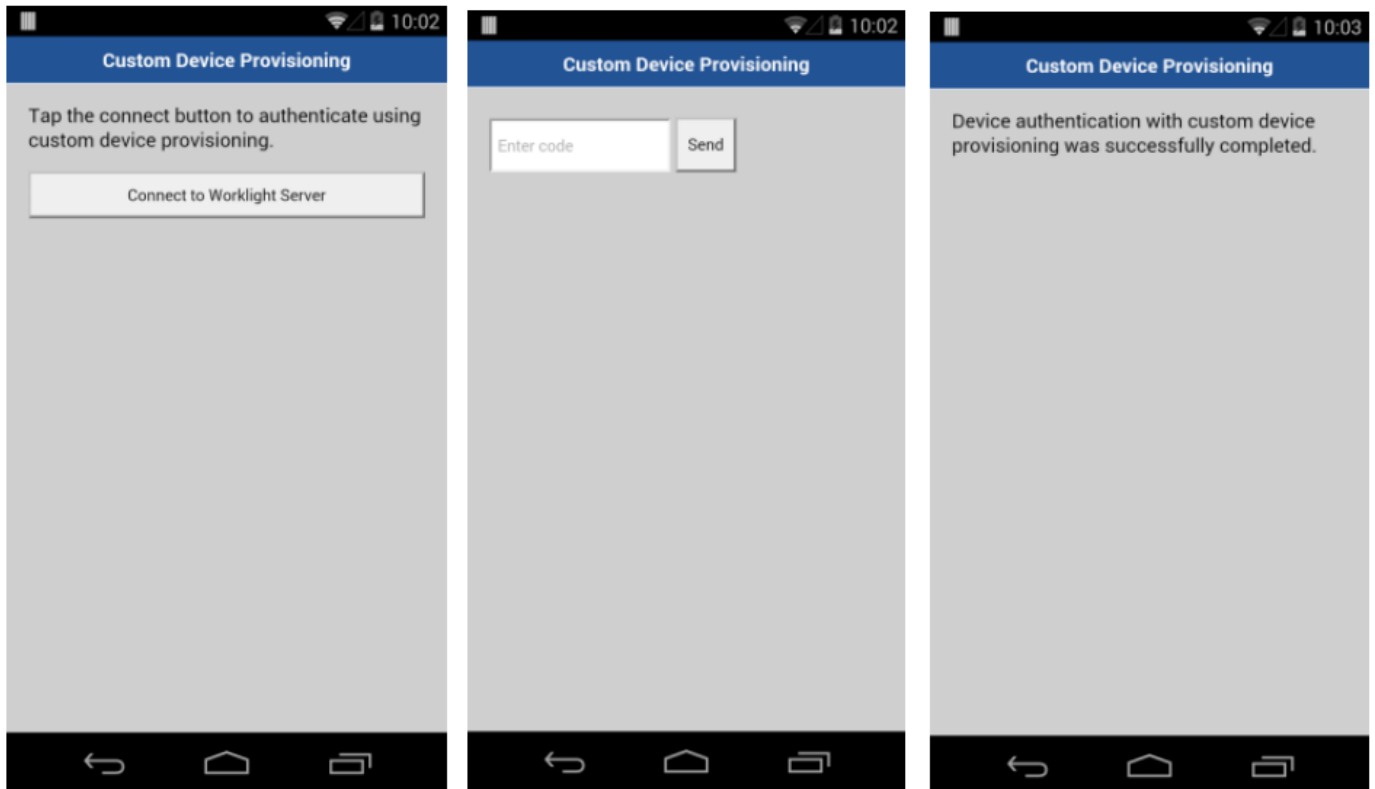 10:02
Custom Device Provisioning
Tap the connect button to authenticate using
custom device provisioning.
Connect to Worklight Server
10:02
Custom Device Provisioning
Enter code
Send
10:03
Custom Device Provisioning
Device authentication with custom device
provisioning was successfully completed.